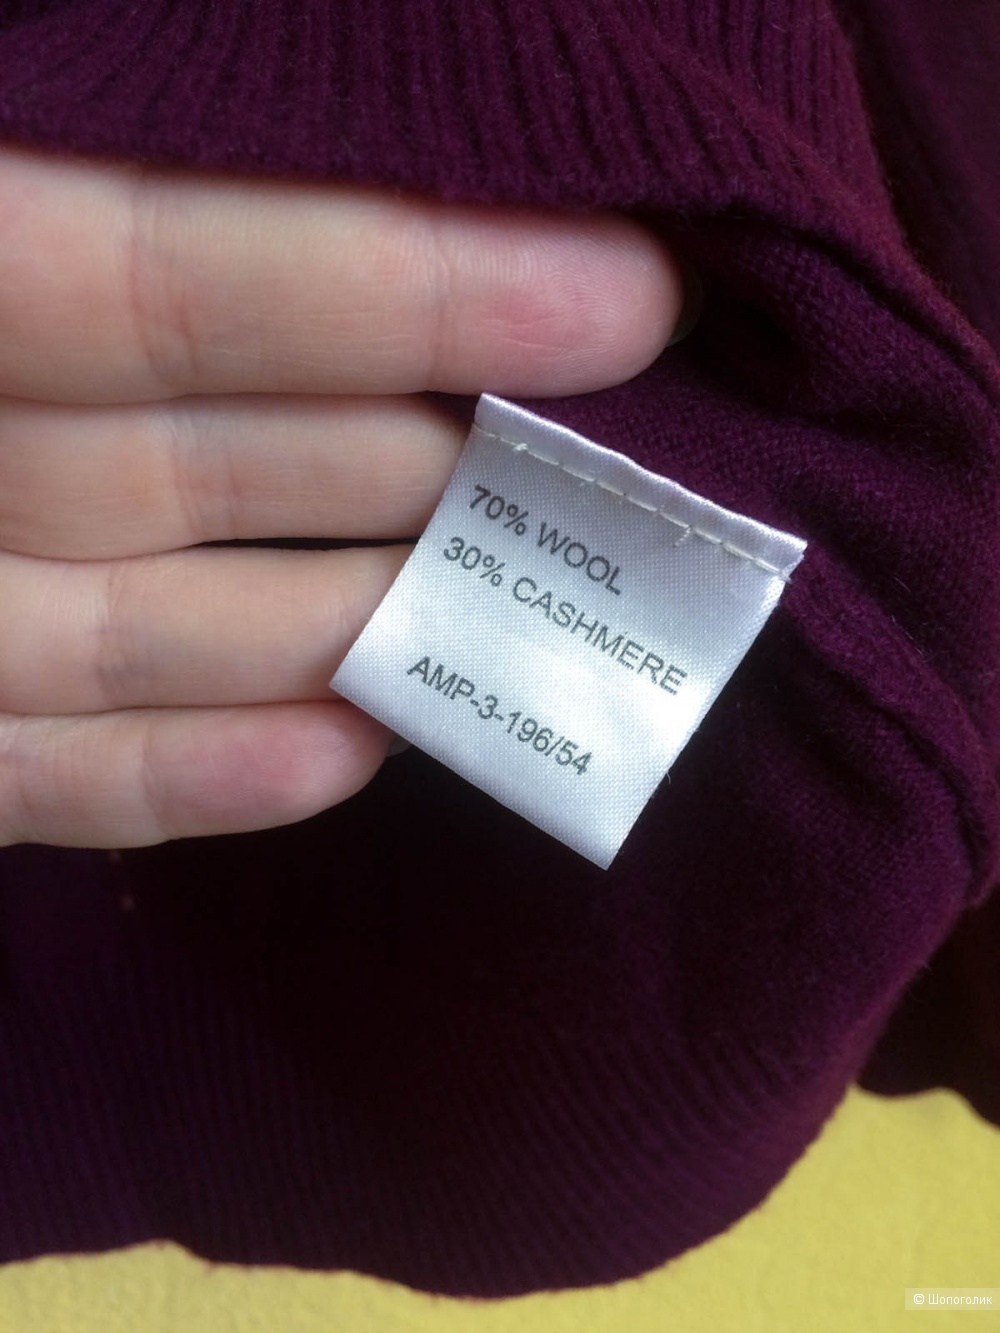 70% WOOL
30% CASHMERE
AMP-3-196/54
© Шопоголик